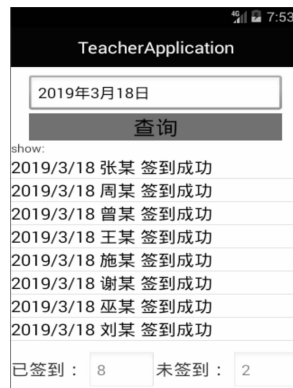 4G 7:53
TeacherApplication
2019年3月18日
查询
show:
2019/3/18 张某 签到成功
2019/3/18 周某 签到成功
2019/3/18 曾某 签到成功
2019/3/18 王某 签到成功
2019/3/18 施某 签到成功
2019/3/18 谢某 签到成功
2019/3/18 巫某 签到成功
2019/3/18 刘某 签到成功
已签到： 8 未签到： 2